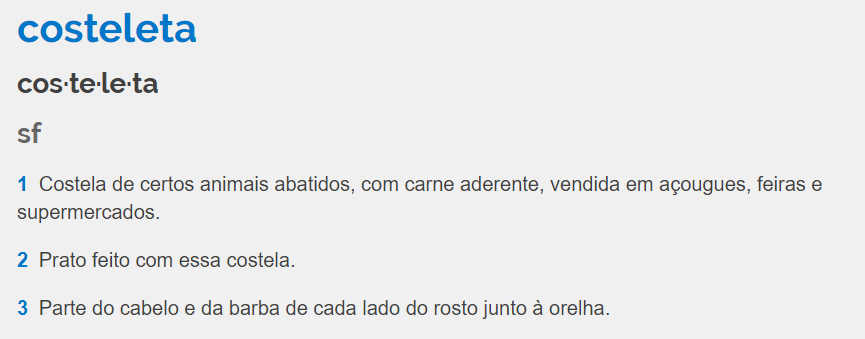 costeleta
cos·te·le·ta
sf
1 Costela de certos animais abatidos, com carne aderente, vendida em açougues, feiras e
supermercados.
2 Prato feito com essa costela.
3 Parte do cabelo e da barba de cada lado do rosto junto à orelha.